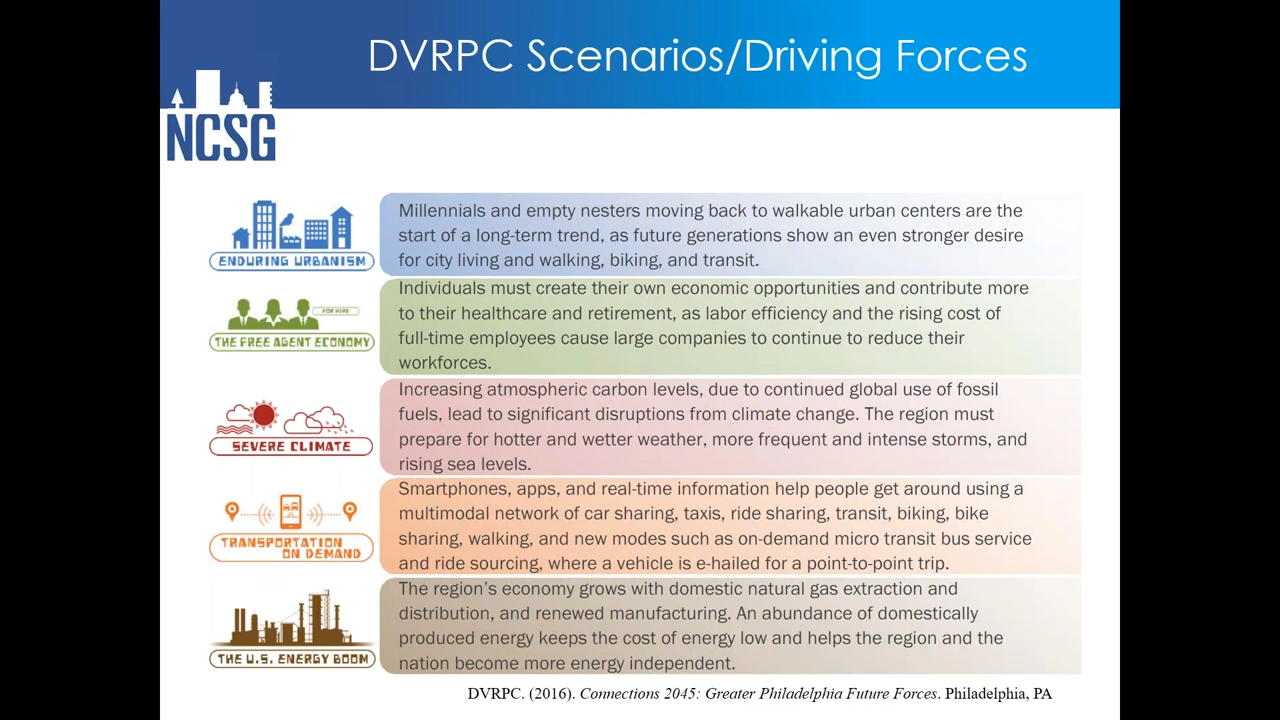 DVRPC Scenarios/Driving Forces
NCSG
ENDURING URBANISM
Millennials and empty nesters moving back to walkable urban centers are the
start of a long-term trend, as future generations show an even stronger desire
for city living and walking, biking, and transit.
FOR HIRE
THE FREE AGENT ECONOMY
Individuals must create their own economic opportunities and contribute more
to their healthcare and retirement, as labor efficiency and the rising cost of
full-time employees cause large companies to continue to reduce their
workforces.
SEVERE CLIMATE
Increasing atmospheric carbon levels, due to continued global use of fossil
fuels, lead to significant disruptions from climate change. The region must
prepare for hotter and wetter weather, more frequent and intense storms, and
rising sea levels.
TRANSPORTATION
ON DEMAND
Smartphones, apps, and real-time information help people get around using a
multimodal network of car sharing, taxis, ride sharing, transit, biking, bike
sharing, walking, and new modes such as on-demand micro transit bus service
and ride sourcing, where a vehicle is e-hailed for a point-to-point trip.
THE U.S. ENERGY BOOM
The region's economy grows with domestic natural gas extraction and
distribution, and renewed manufacturing. An abundance of domestically
produced energy keeps the cost of energy low and helps the region and the
nation become more energy independent.
DVRPC. (2016). Connections 2045: Greater Philadelphia Future Forces. Philadelphia, PA